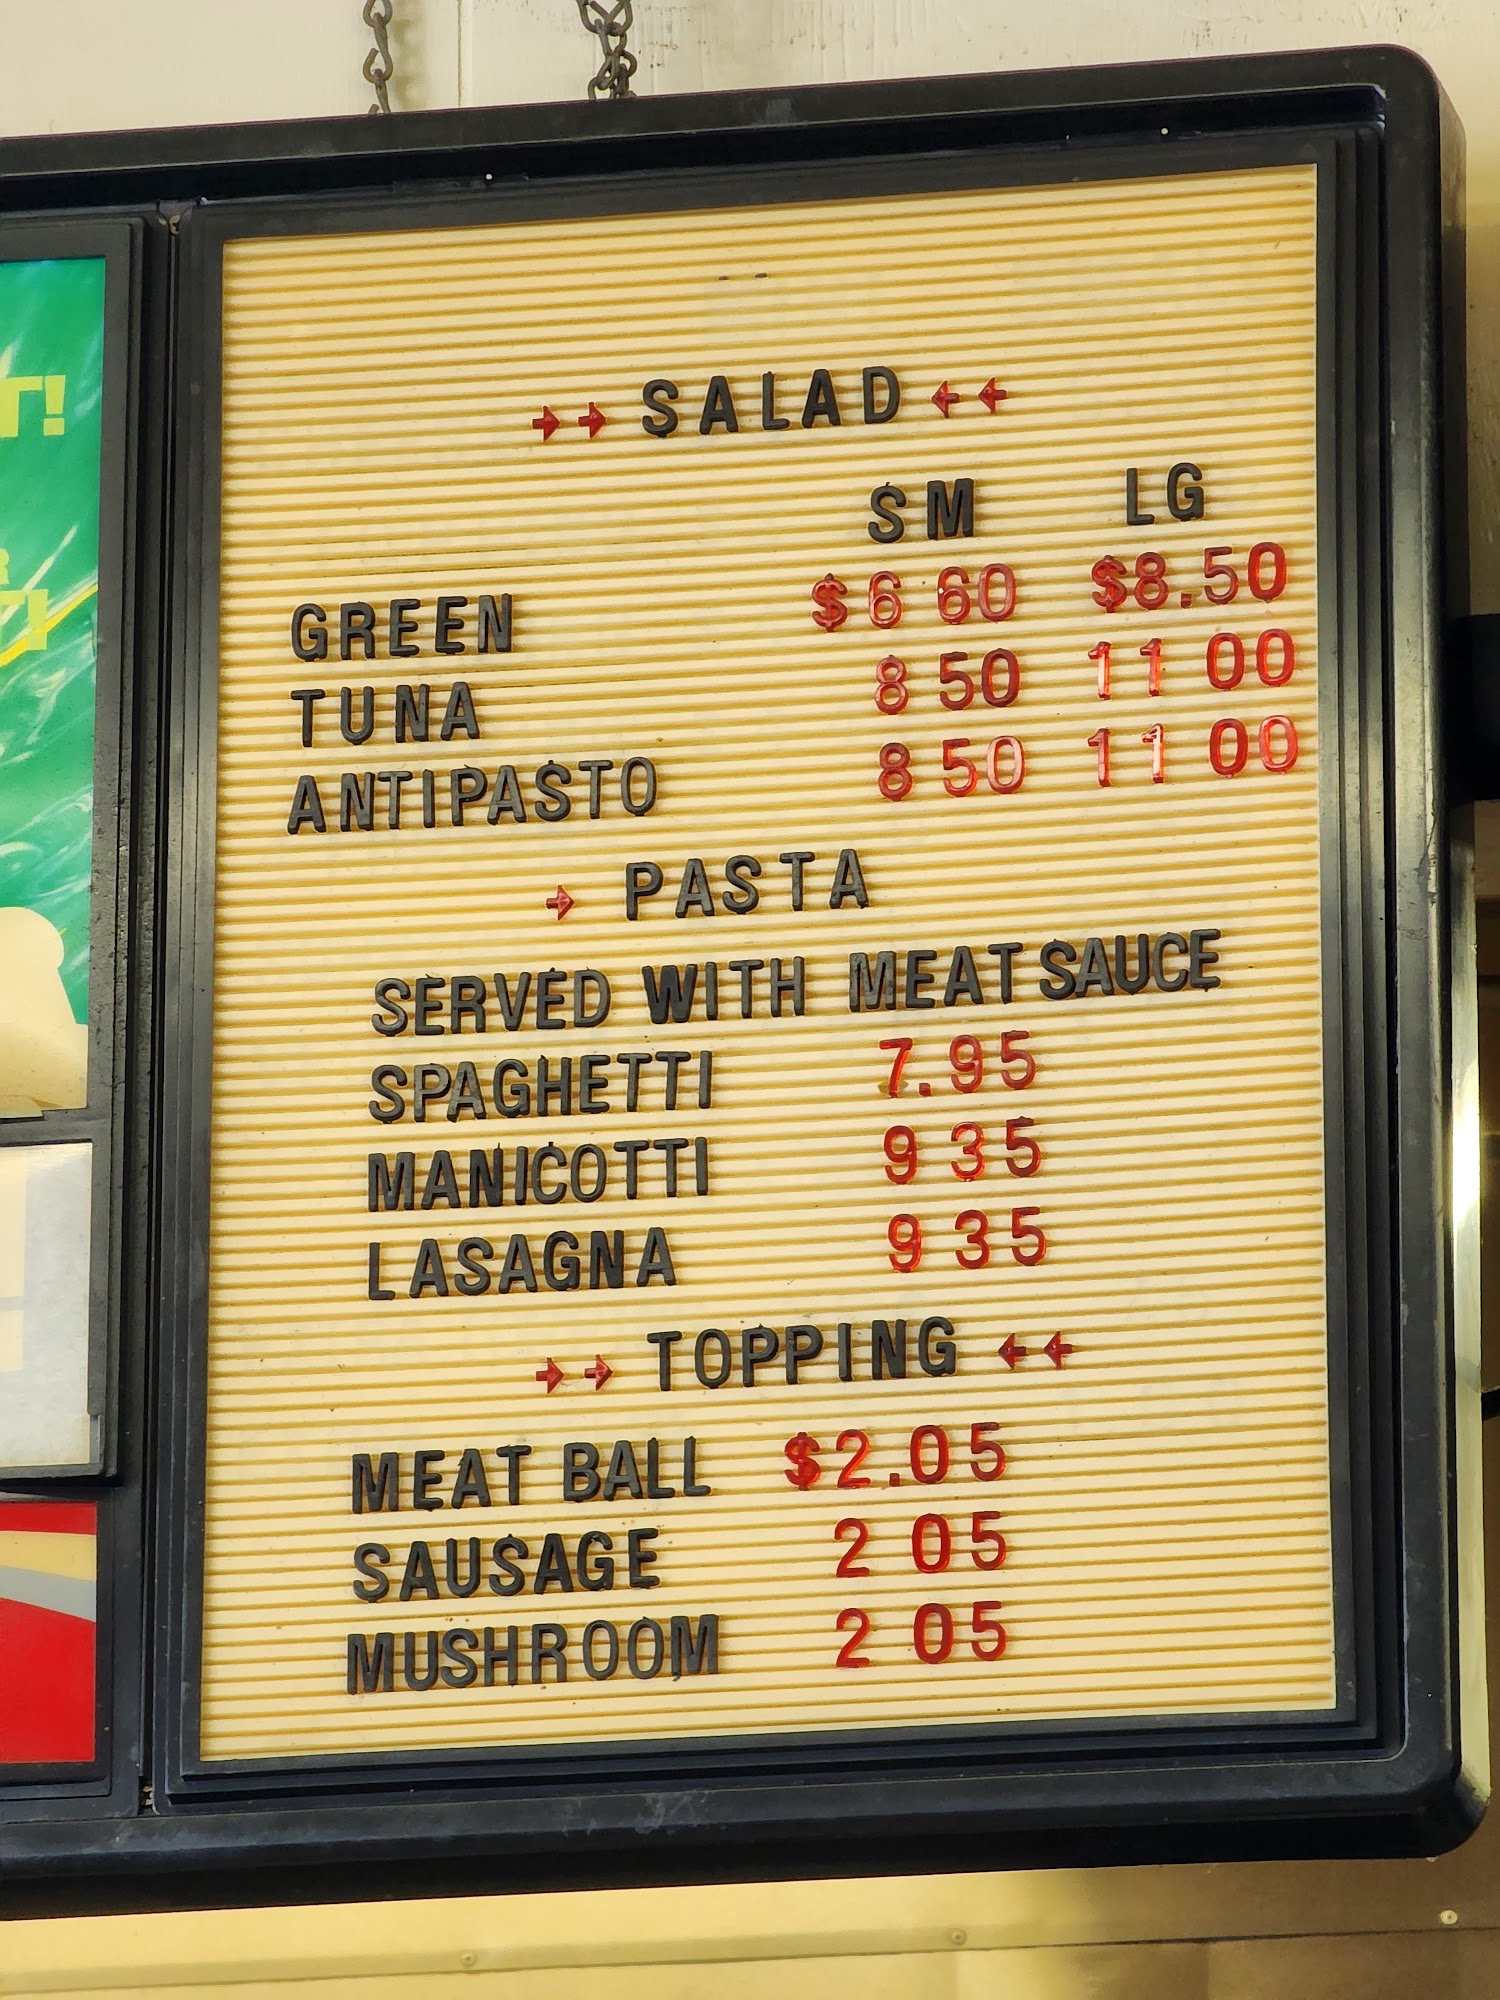 T!
→→ SALAD ←←
SM LG
GREEN $6 60 $8.50
TUNA 8 50 11 00
ANTIPASTO 8 50 11 00
→ PASTA
SERVED WITH MEAT SAUCE
SPAGHETTI 7.95
MANICOTTI 9 35
LASAGNA 9 35
→→ TOPPING ←←
MEAT BALL $2.05
SAUSAGE 2 05
MUSHROOM 2 05